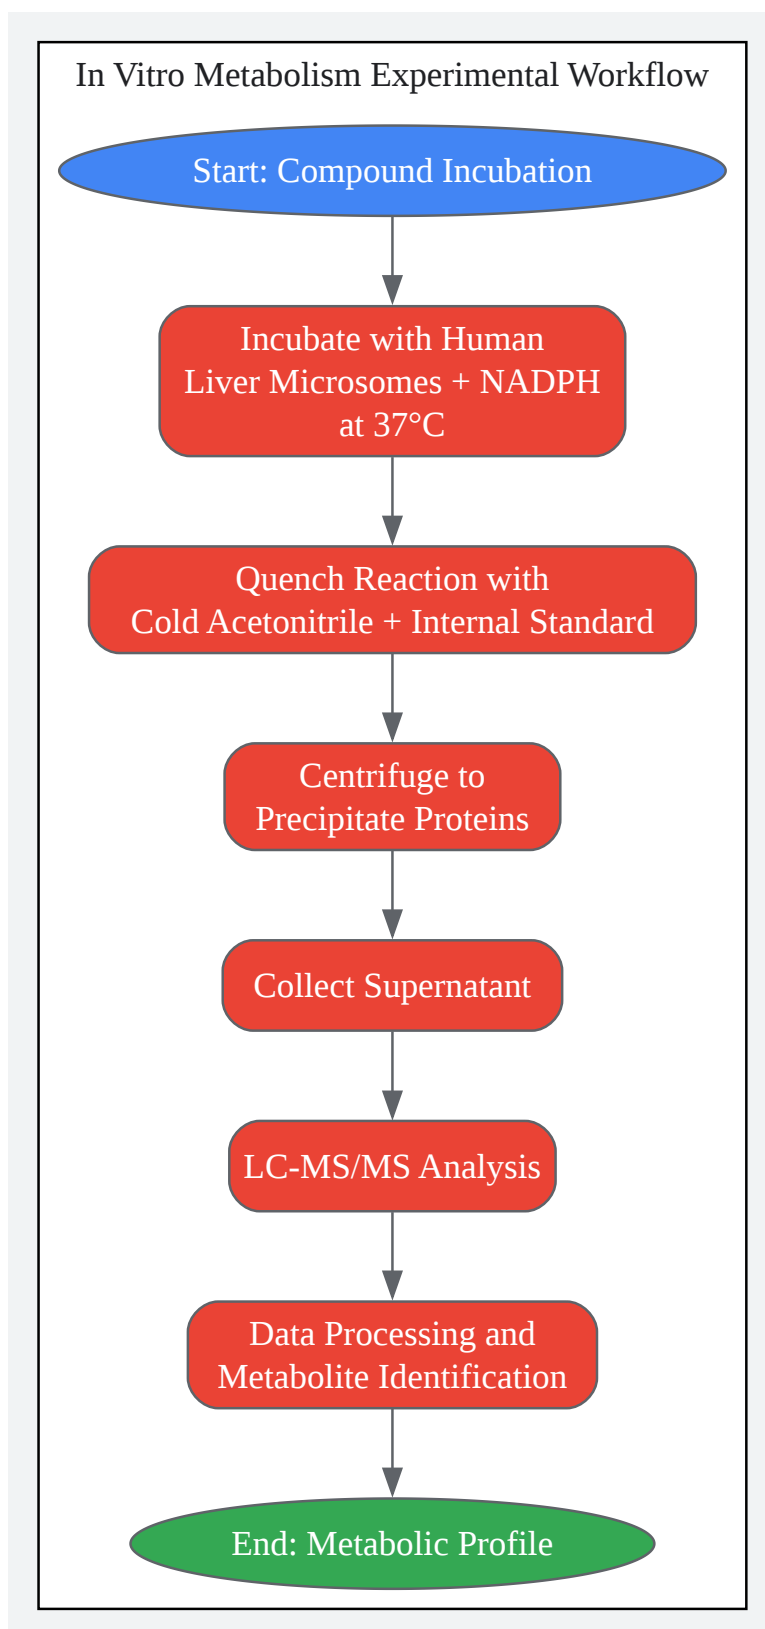 In Vitro Metabolism Experimental Workflow
Start: Compound Incubation
Incubate with Human
Liver Microsomes + NADPH
at 37°C
Quench Reaction with
Cold Acetonitrile + Internal Standard
Centrifuge to
Precipitate Proteins
Collect Supernatant
LC-MS/MS Analysis
Data Processing and
Metabolite Identification
End: Metabolic Profile